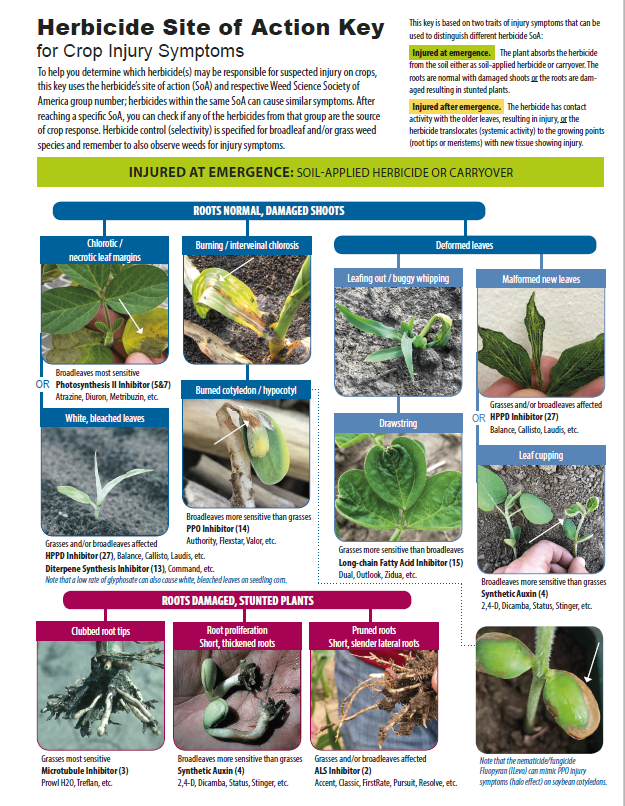 Herbicide Site of Action Key
for Crop Injury Symptoms
To help you determine which herbicide(s) may be responsible for suspected injury on crops,
this key uses the herbicide's site of action (SoA) and respective Weed Science Society of
America group number; herbicides within the same SoA can cause similar symptoms. After
reaching a specific SoA, you can check if any of the herbicides from that group are the source
of crop response. Herbicide control (selectivity) is specified for broadleaf and/or grass weed
species and remember to also observe weeds for injury symptoms.
This key is based on two traits of injury symptoms that can be
used to distinguish different herbicide SoA:
Injured at emergence. The plant absorbs the herbicide
from the soil either as soil-applied herbicide or carryover. The
roots are normal with damaged shoots or the roots are dam-
aged resulting in stunted plants.
Injured after emergence. The herbicide has contact
activity with the older leaves, resulting in injury, or the
herbicide translocates (systemic activity) to the growing points
(root tips or meristems) with new tissue showing injury.
INJURED AT EMERGENCE: SOIL-APPLIED HERBICIDE OR CARRYOVER
ROOTS NORMAL, DAMAGED SHOOTS
Chlorotic /
necrotic leaf margins
Broadleaves most sensitive
OR
Photosynthesis II Inhibitor (5&7)
Atrazine, Diuron, Metribuzin, etc.
White, bleached leaves
Grasses and/or broadleaves affected
HPPD Inhibitor (27), Balance, Callisto, Laudis, etc.
Diterpene Synthesis Inhibitor (13), Command, etc.
Note that a low rate of glyphosate can also cause white, bleached leaves on seedling corn.
Burning / interveinal chlorosis
Burned cotyledon / hypocotyl
Broadleaves more sensitive than grasses
PPO Inhibitor (14)
Authority, Flexstar, Valor, etc.
Deformed leaves
Leafing out / buggy whipping
Drawstring
Grasses more sensitive than broadleaves
Long-chain Fatty Acid Inhibitor (15)
Dual, Outlook, Zidua, etc.
Malformed new leaves
Grasses and/or broadleaves affected
OR
HPPD Inhibitor (27)
Balance, Callisto, Laudis, etc.
Leaf cupping
Broadleaves more sensitive than grasses
Synthetic Auxin (4)
2,4-D, Dicamba, Status, Stinger, etc.
ROOTS DAMAGED, STUNTED PLANTS
Clubbed root tips
Grasses most sensitive
Microtubule Inhibitor (3)
Prowl H2O, Treflan, etc.
Root proliferation
Short, thickened roots
Broadleaves more sensitive than grasses
Synthetic Auxin (4)
2,4-D, Dicamba, Status, Stinger, etc.
Pruned roots
Short, slender lateral roots
Grasses and/or broadleaves affected
ALS Inhibitor (2)
Accent, Classic, FirstRate, Pursuit, Resolve, etc.
Note that the nematicide/fungicide
Fluopyran (ILevo) can mimic PPO injury
symptoms (halo effect) on soybean cotyledons.